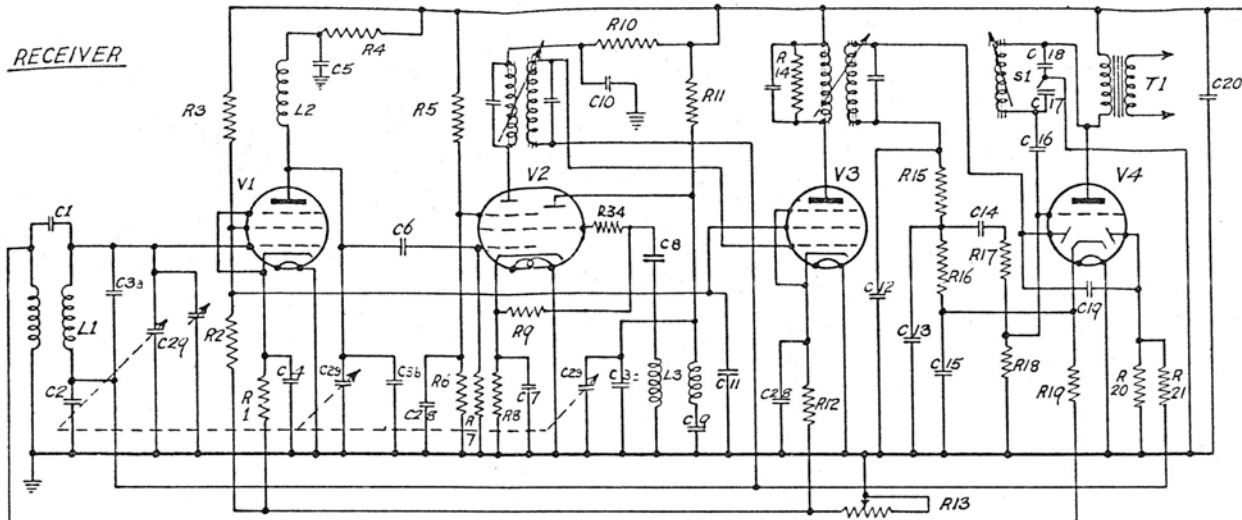 RECEIVER
R4
R10
C5
C10
R3
L2
R5
R11
R14
C18
S1
C17
T1
C20
C16
V1
V2
V3
V4
C1
R34
C6
C8
R15
C14
R17
C3a
L1
C29
R2
R9
R16
C12
C19
C13
C2
R1
C4
C29
C3b
C28
R6
R7
R8
C7
C29
C3c
L3
C9
C11
C28
R12
C15
R18
R19
R20
R21
R13